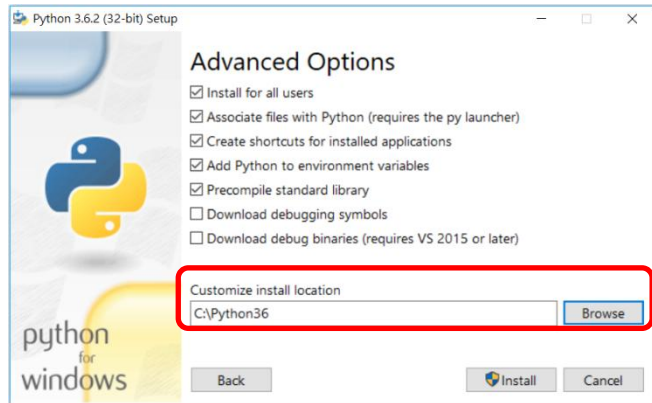 Python 3.6.2 (32-bit) Setup
Advanced Options
Install for all users
Associate files with Python (requires the py launcher)
Create shortcuts for installed applications
Add Python to environment variables
Precompile standard library
Download debugging symbols
Download debug binaries (requires VS 2015 or later)
Customize install location
C:\Python36
Browse
python
for
windows
Back
Install
Cancel